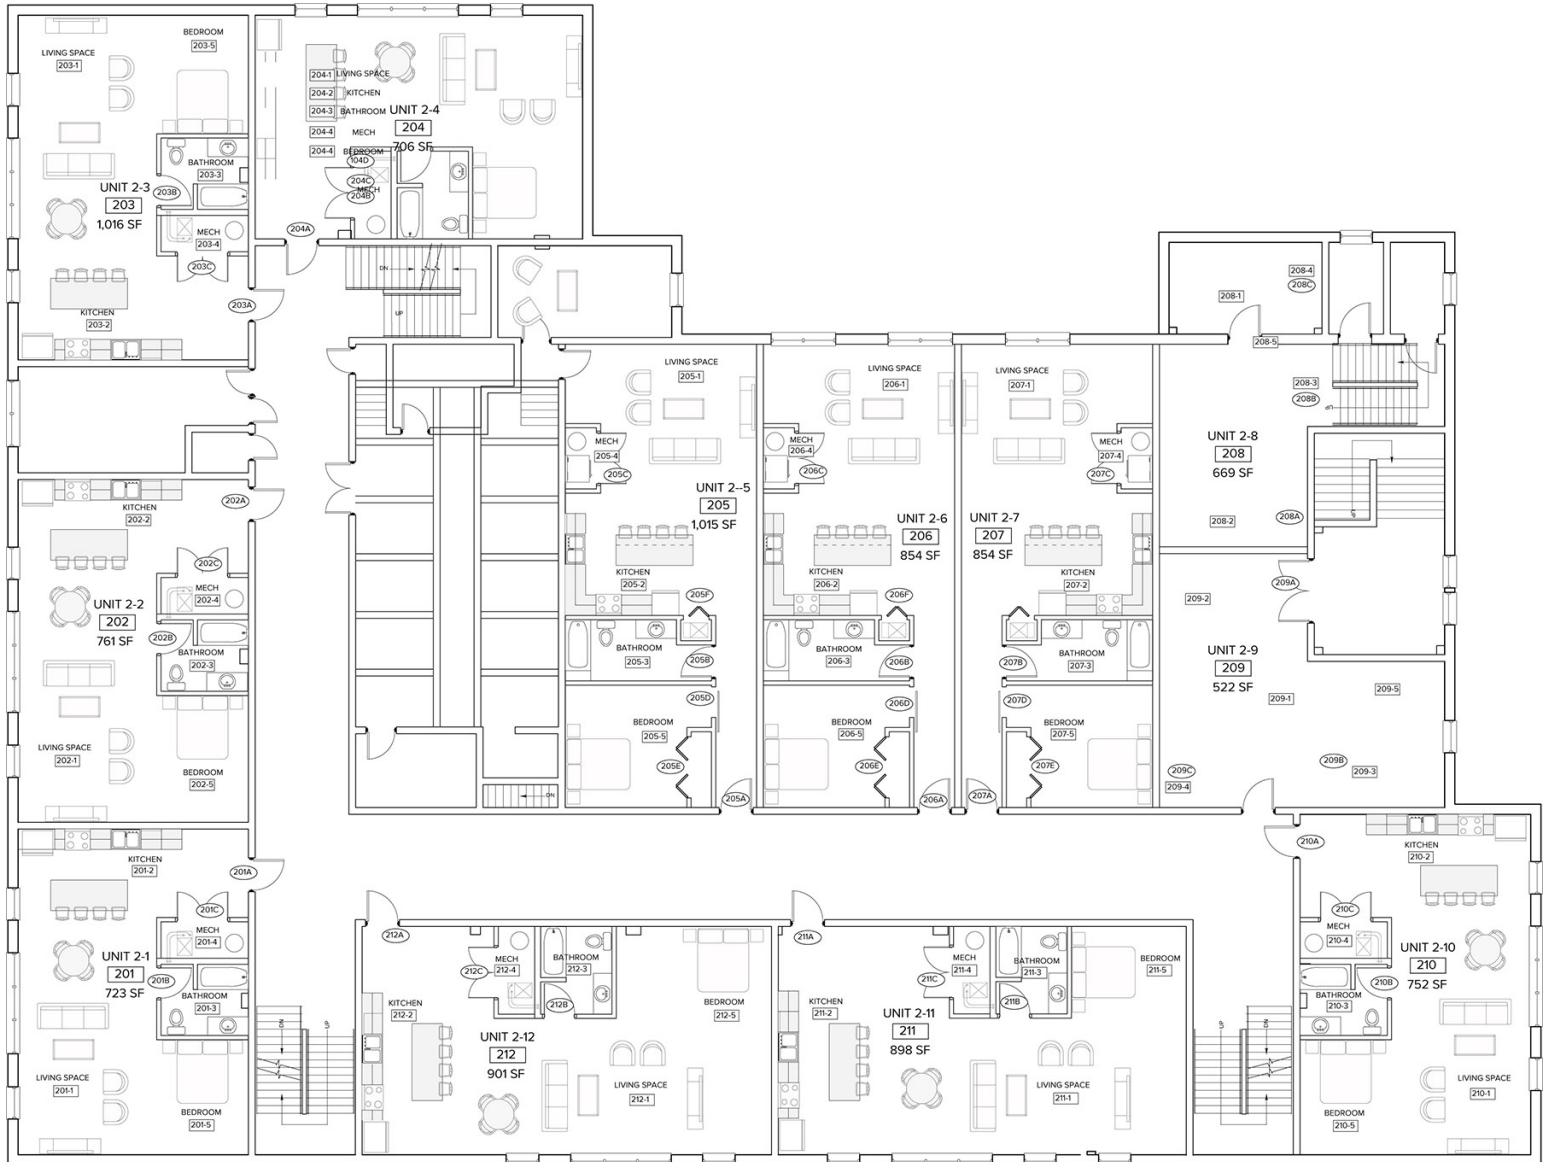 LIVING SPACE
203-1
BEDROOM
203-5
BATHROOM
203-3
203B
UNIT 2-3
203
1,016 SF
MECH
203-4
203C
203A
KITCHEN
203-2
204-1 LIVING SPACE
204-2 KITCHEN
204-3 BATHROOM
204-4 MECH
204-4 BEDROOM
UNIT 2-4
204
706 SF
104D
204C
MECH
204B
204A
DN
UP
202A
KITCHEN
202-2
202C
MECH
202-4
UNIT 2-2
202
761 SF
202B
BATHROOM
202-3
LIVING SPACE
202-1
BEDROOM
202-5
KITCHEN
201-2
201A
201C
MECH
201-4
UNIT 2-1
201
723 SF
201B
BATHROOM
201-3
LIVING SPACE
201-1
BEDROOM
201-5
DN
UP
LIVING SPACE
205-1
MECH
205-4
205C
UNIT 2--5
205
1,015 SF
KITCHEN
205-2
205F
BATHROOM
205-3
205B
205D
BEDROOM
205-5
205E
205A
DN
LIVING SPACE
206-1
MECH
206-4
206C
UNIT 2-6
206
854 SF
KITCHEN
206-2
206F
BATHROOM
206-3
206B
206D
BEDROOM
206-5
206E
206A
LIVING SPACE
207-1
MECH
207-4
207C
UNIT 2-7
207
854 SF
KITCHEN
207-2
BATHROOM
207-3
207B
207D
BEDROOM
207-5
207E
207A
208-4
208C
208-1
208-5
208-3
208B
UP
UNIT 2-8
208
669 SF
208-2
208A
UP
209A
209-2
UNIT 2-9
209
522 SF
209-1
209-5
209B
209-3
209C
209-4
210A
KITCHEN
210-2
210C
MECH
210-4
UNIT 2-10
210
752 SF
210B
BATHROOM
210-3
LIVING SPACE
210-1
BEDROOM
210-5
212A
212C
MECH
212-4
BATHROOM
212-3
212B
KITCHEN
212-2
UNIT 2-12
212
901 SF
BEDROOM
212-5
LIVING SPACE
212-1
211A
211C
MECH
211-4
BATHROOM
211-3
211B
KITCHEN
211-2
UNIT 2-11
211
898 SF
BEDROOM
211-5
LIVING SPACE
211-1
UP
DN